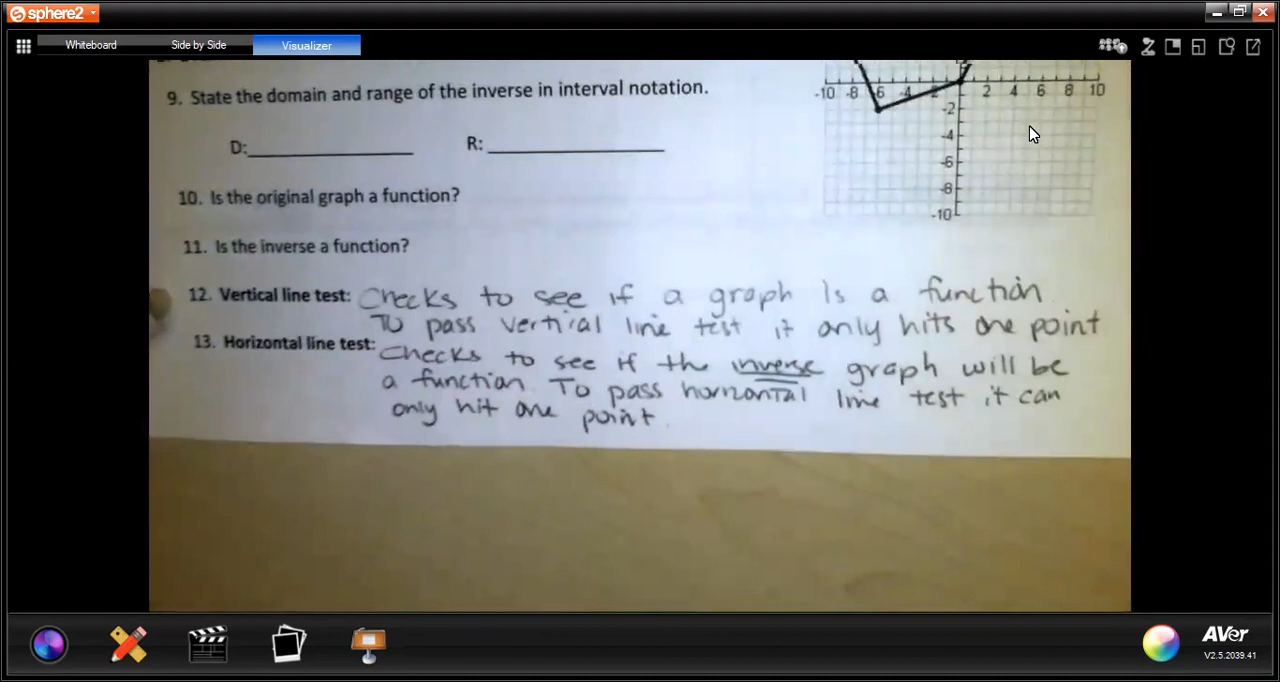 sphere2
Whiteboard Side by Side Visualizer
9. State the domain and range of the inverse in interval notation.
D:____________ R: ____________
10. Is the original graph a function?
11. Is the inverse a function?
12. Vertical line test: Checks to see if a graph is a function
To pass vertical line test it only hits one point
13. Horizontal line test: Checks to see if the inverse graph will be
a function. To pass horizontal line test it can
only hit one point.
-10 -8 -6 -4 2 4 6 8 10
-2
-4
-6
-8
-10
AVer
V2.5.2039.41